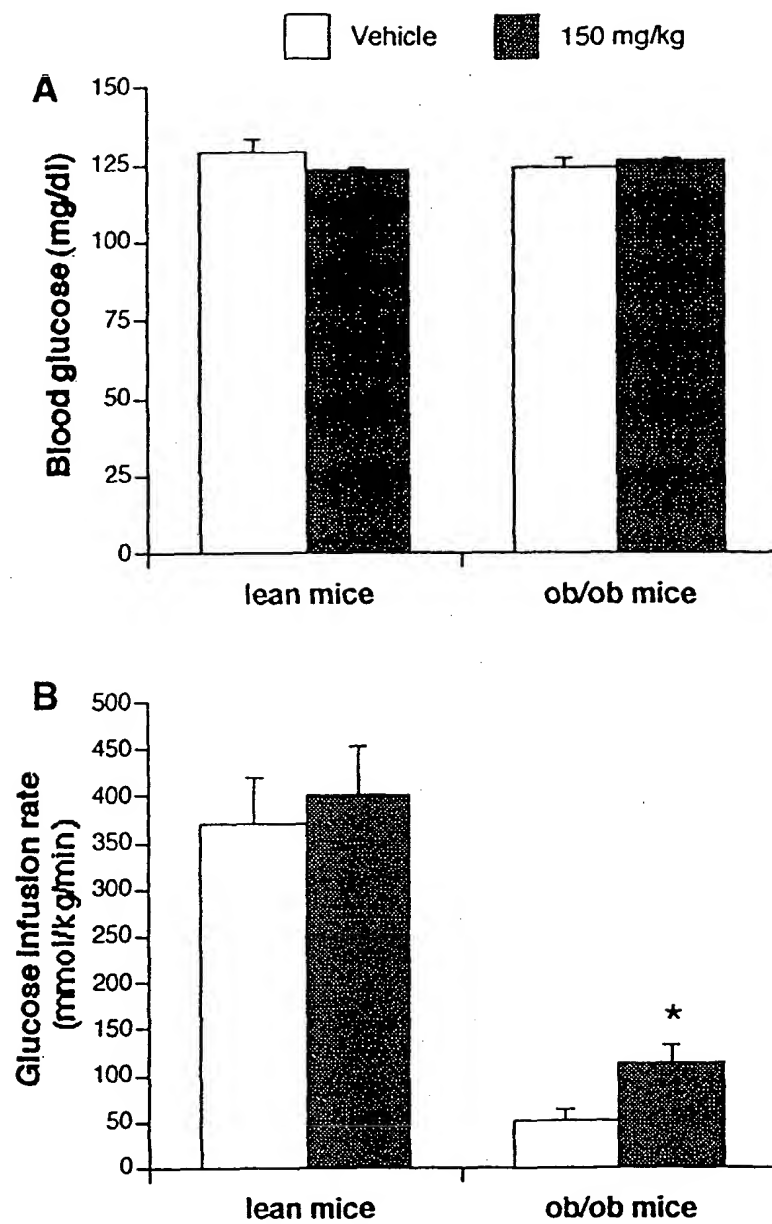 Vehicle 150 mg/kg
A
Blood glucose (mg/dl)
150
125
100
75
50
25
0
lean mice ob/ob mice
B
Glucose infusion rate
(mmol/kg/min)
500
450
400
350
300
250
200
150
100
50
0
*
lean mice ob/ob mice